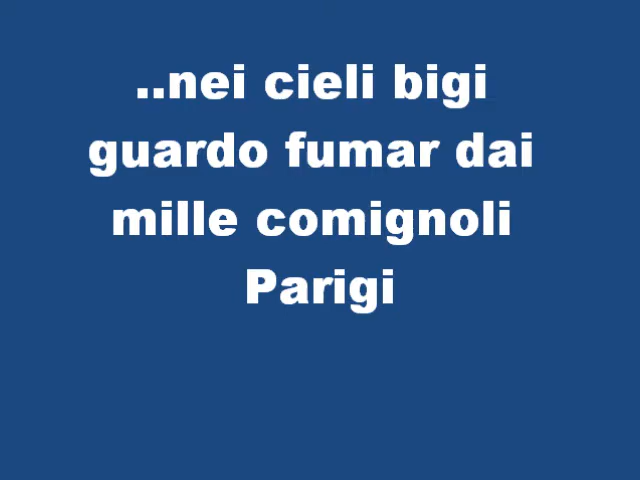 ..nei cieli bigi
guardo fumar dai
mille comignoli
Parigi